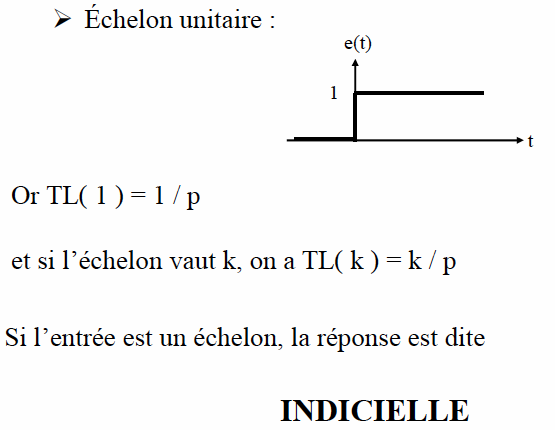 ➢ Échelon unitaire :
e(t)
1
t
Or TL( 1 ) = 1 / p
et si l’échelon vaut k, on a TL( k ) = k / p
Si l’entrée est un échelon, la réponse est dite
INDICIELLE